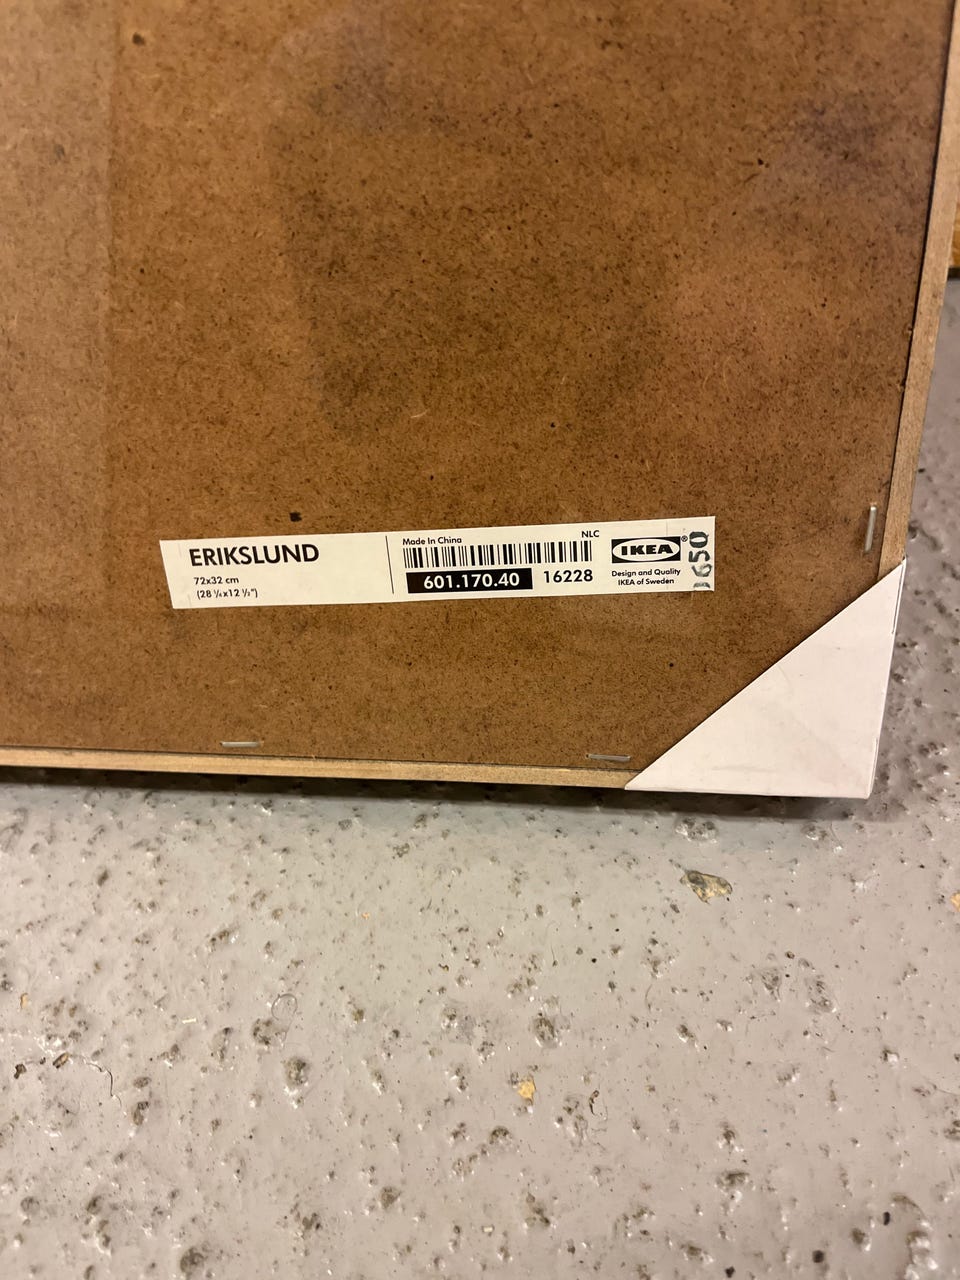 ERIKSLUND
72x32 cm
(28 ¼x12 ½")
Made In China
NLC
601.170.40
16228
IKEA®
Design and Quality
IKEA of Sweden